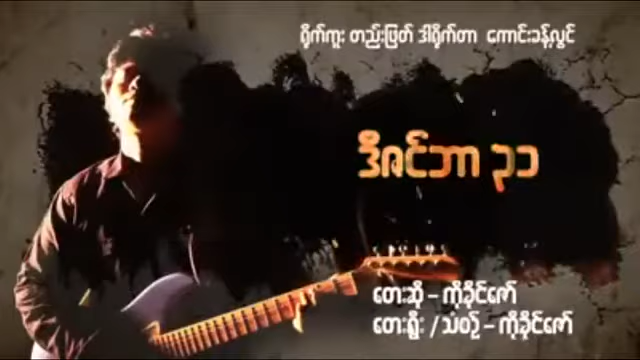 ရိုက်ကူး တည်းဖြတ် ဒါရိုက်တာ ကောင်းခန့်လွင်
ဒီဇင်ဘာ ၃၁
တေးဆို – ကိုခိုင်ဇော်
တေးရှီး / သံစဉ် – ကိုခိုင်ဇော်